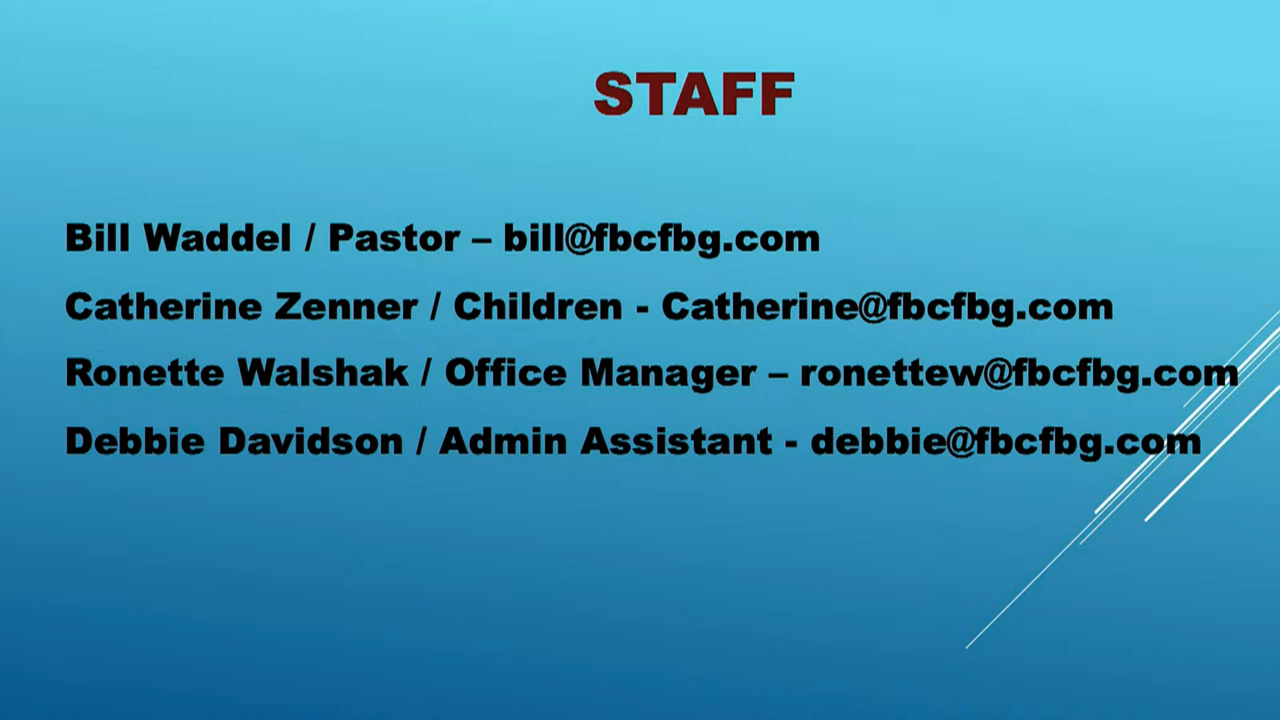 STAFF
Bill Waddel / Pastor – bill@fbcfbg.com
Catherine Zenner / Children - Catherine@fbcfbg.com
Ronette Walshak / Office Manager – ronettew@fbcfbg.com
Debbie Davidson / Admin Assistant - debbie@fbcfbg.com